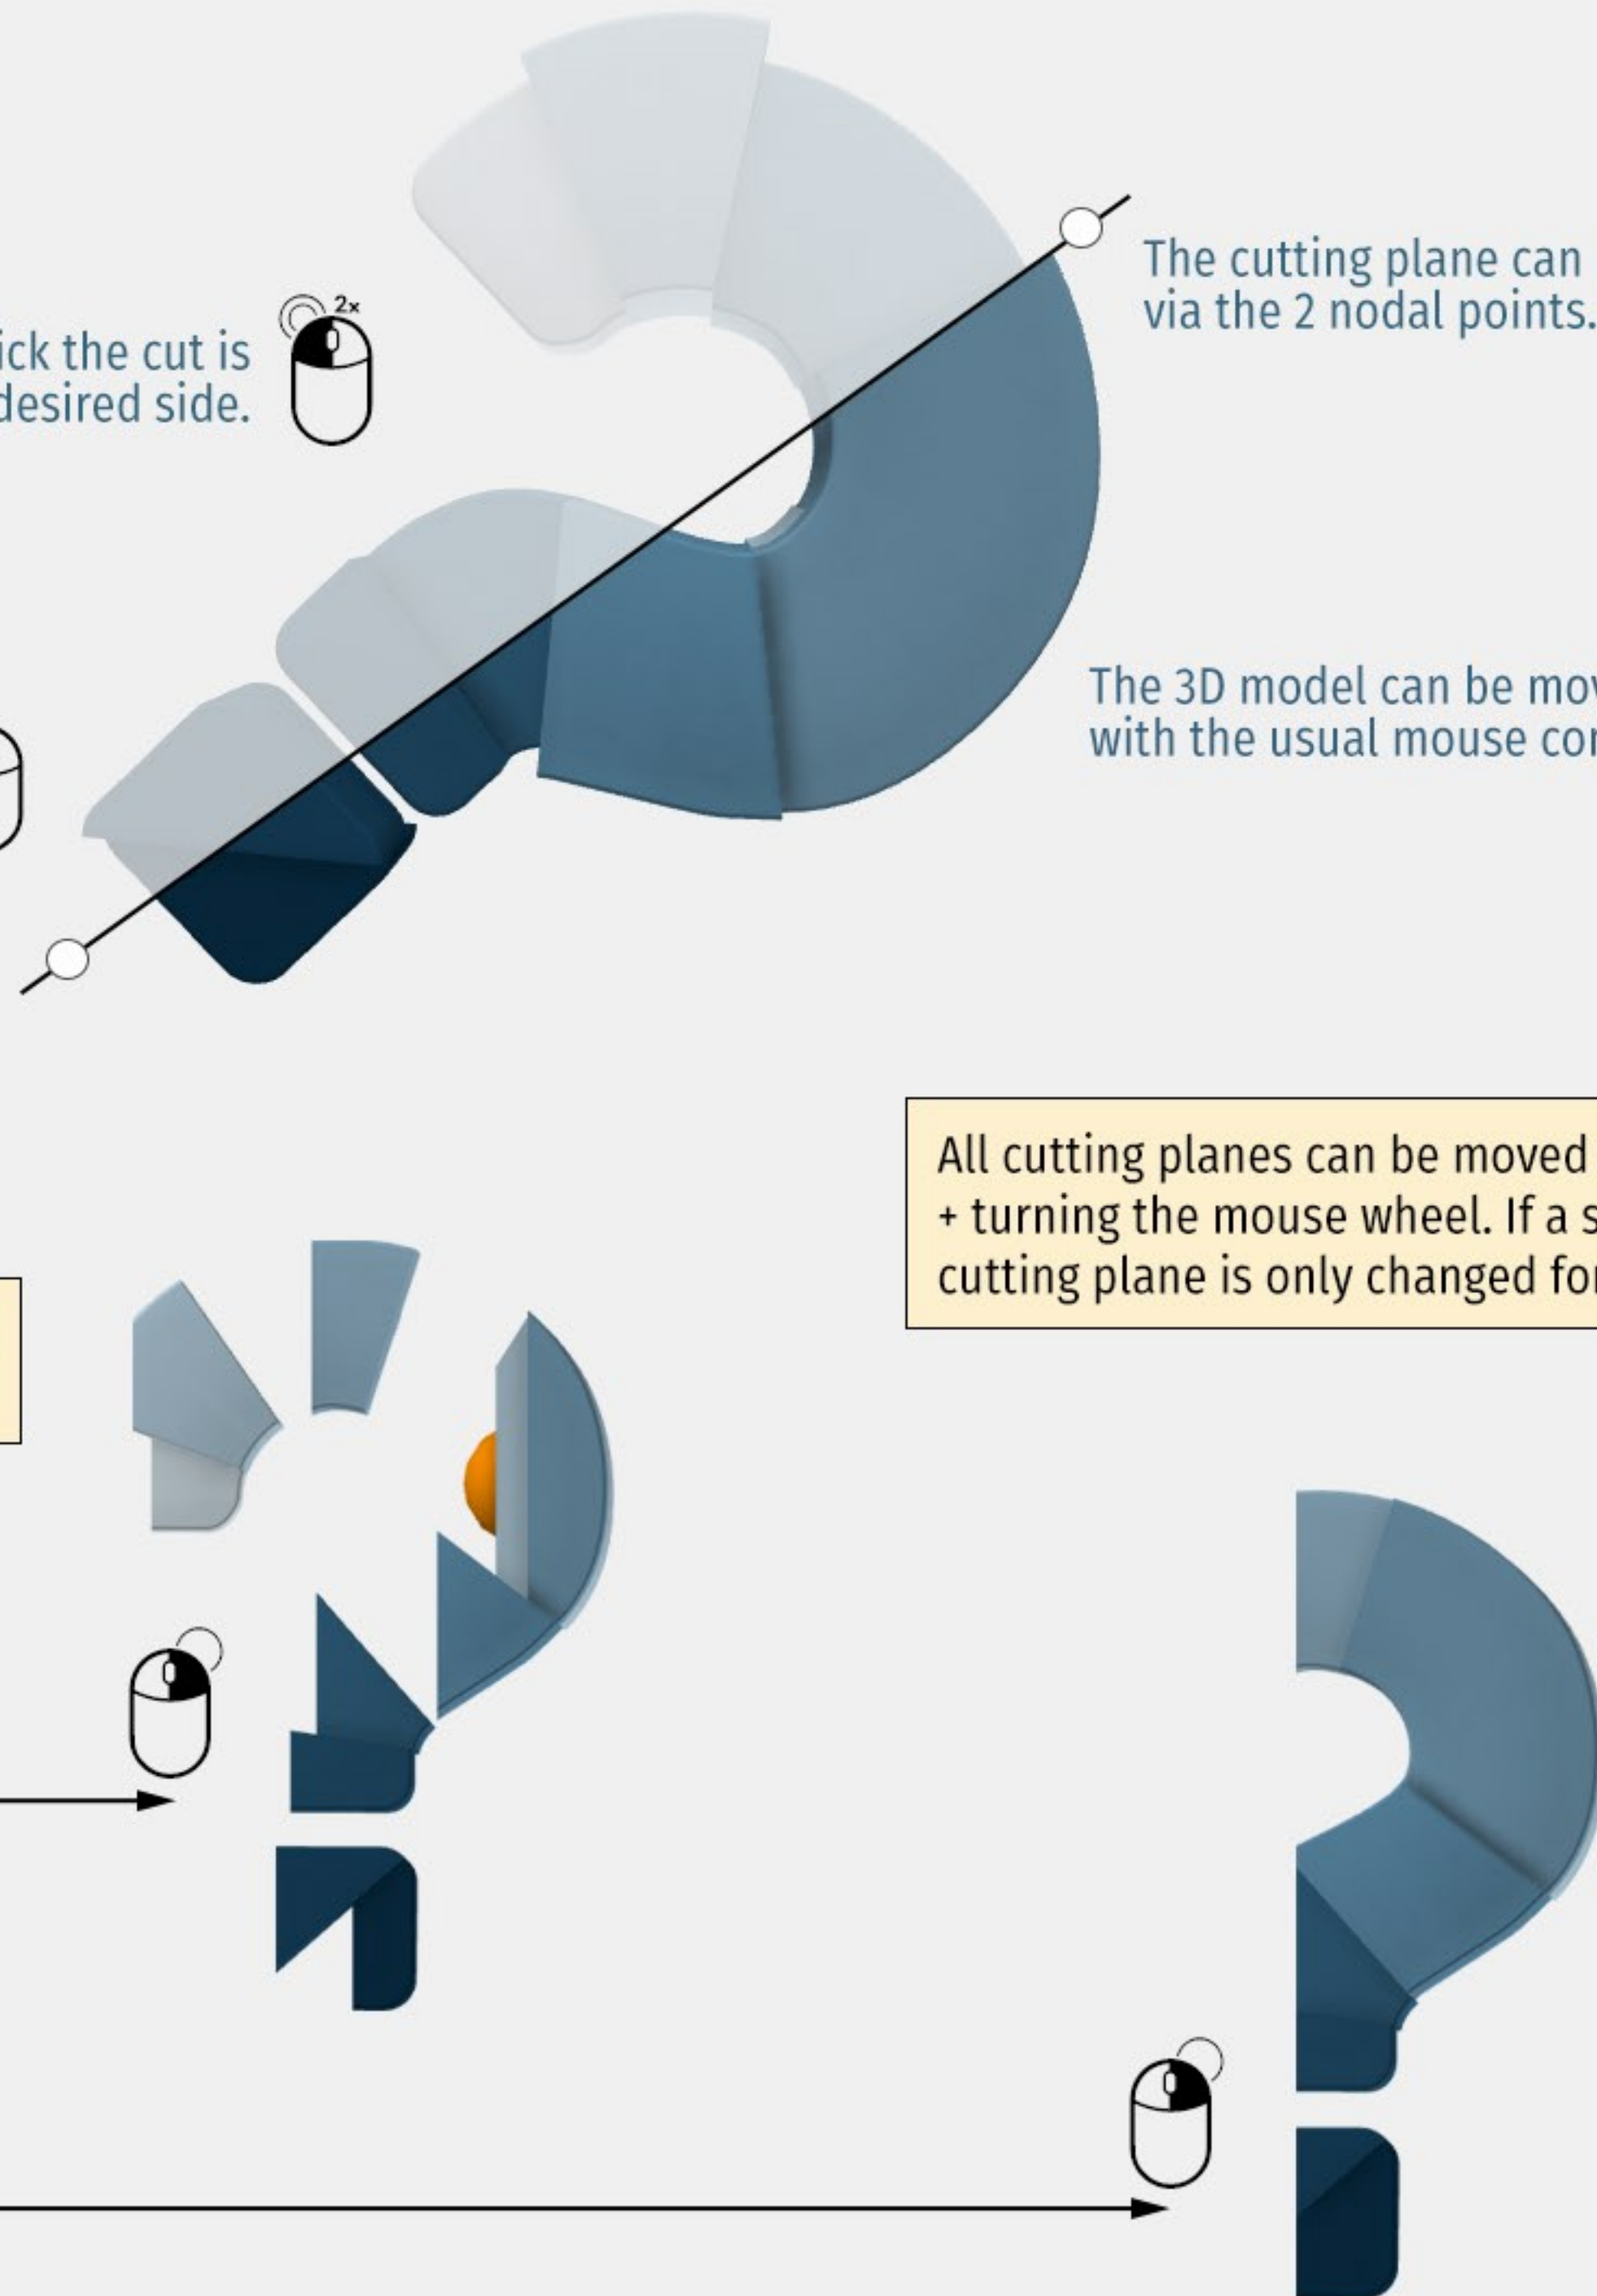 2x
ick the cut is
desired side.
The cutting plane can
via the 2 nodal points.
The 3D model can be mov
with the usual mouse cor
All cutting planes can be moved
+ turning the mouse wheel. If a s
cutting plane is only changed for